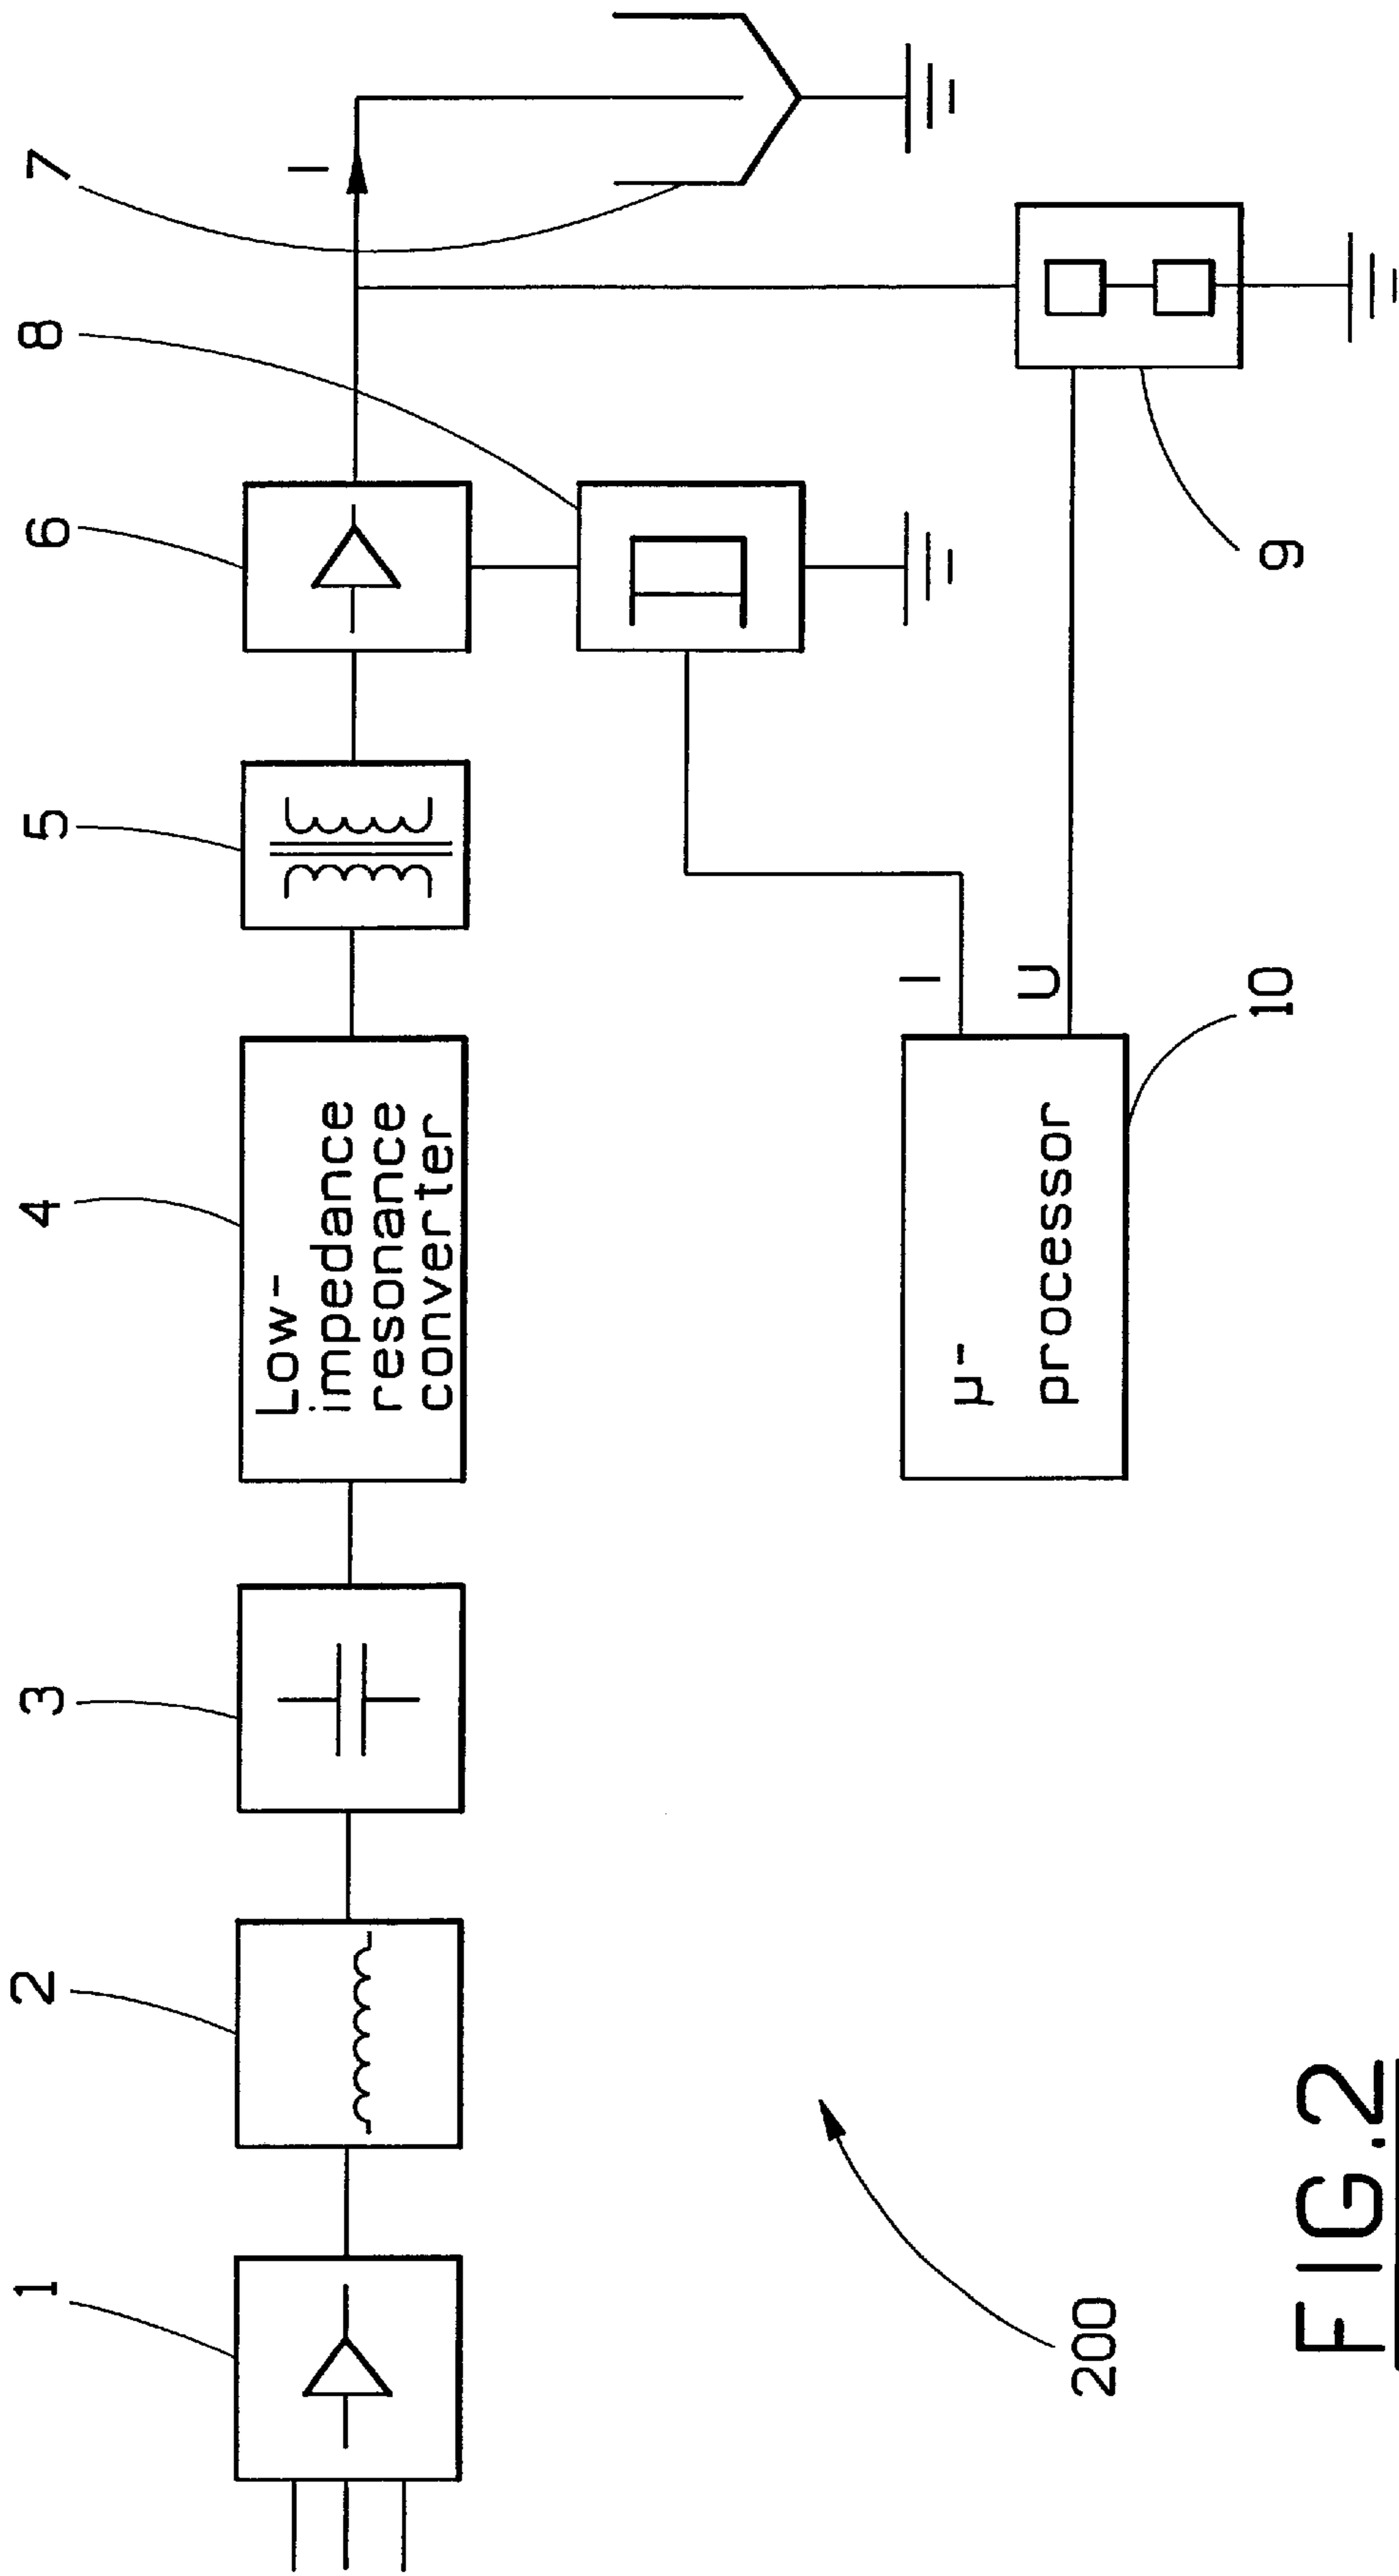 1
2
3
4
5
6
7
8
I
Low-
impedance
resonance
converter
I
U
μ-
processor
9
10
200
FIG.2